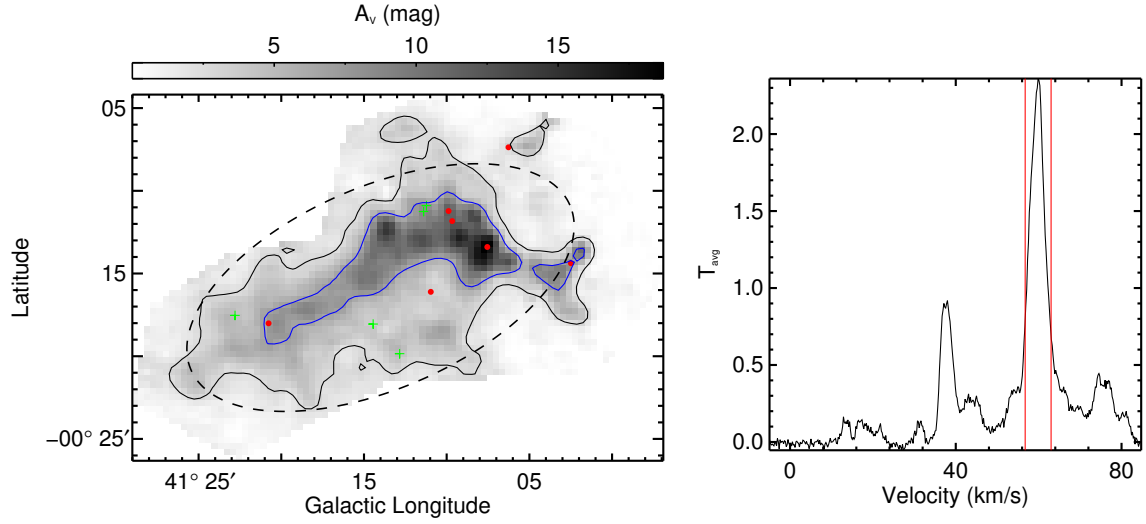 Aᵥ (mag)
5 10 15
05
15
−00° 25′
Latitude
41° 25′ 15 05
Galactic Longitude
2.0
1.5
1.0
0.5
0.0
T_avg
0 40 80
Velocity (km/s)